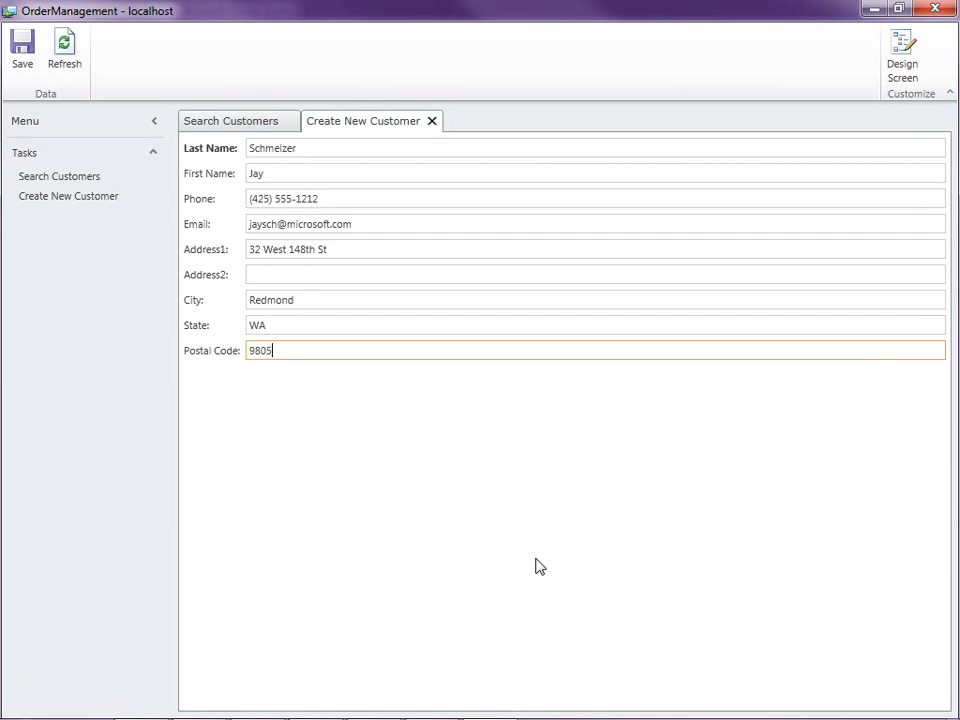 OrderManagement - localhost
Save
Refresh
Design Screen
Data
Customize
Menu
Search Customers
Create New Customer
Tasks
Search Customers
Create New Customer
Last Name: Schmelzer
First Name: Jay
Phone: (425) 555-1212
Email: jaysch@microsoft.com
Address1: 32 West 148th St
Address2:
City: Redmond
State: WA
Postal Code: 9805